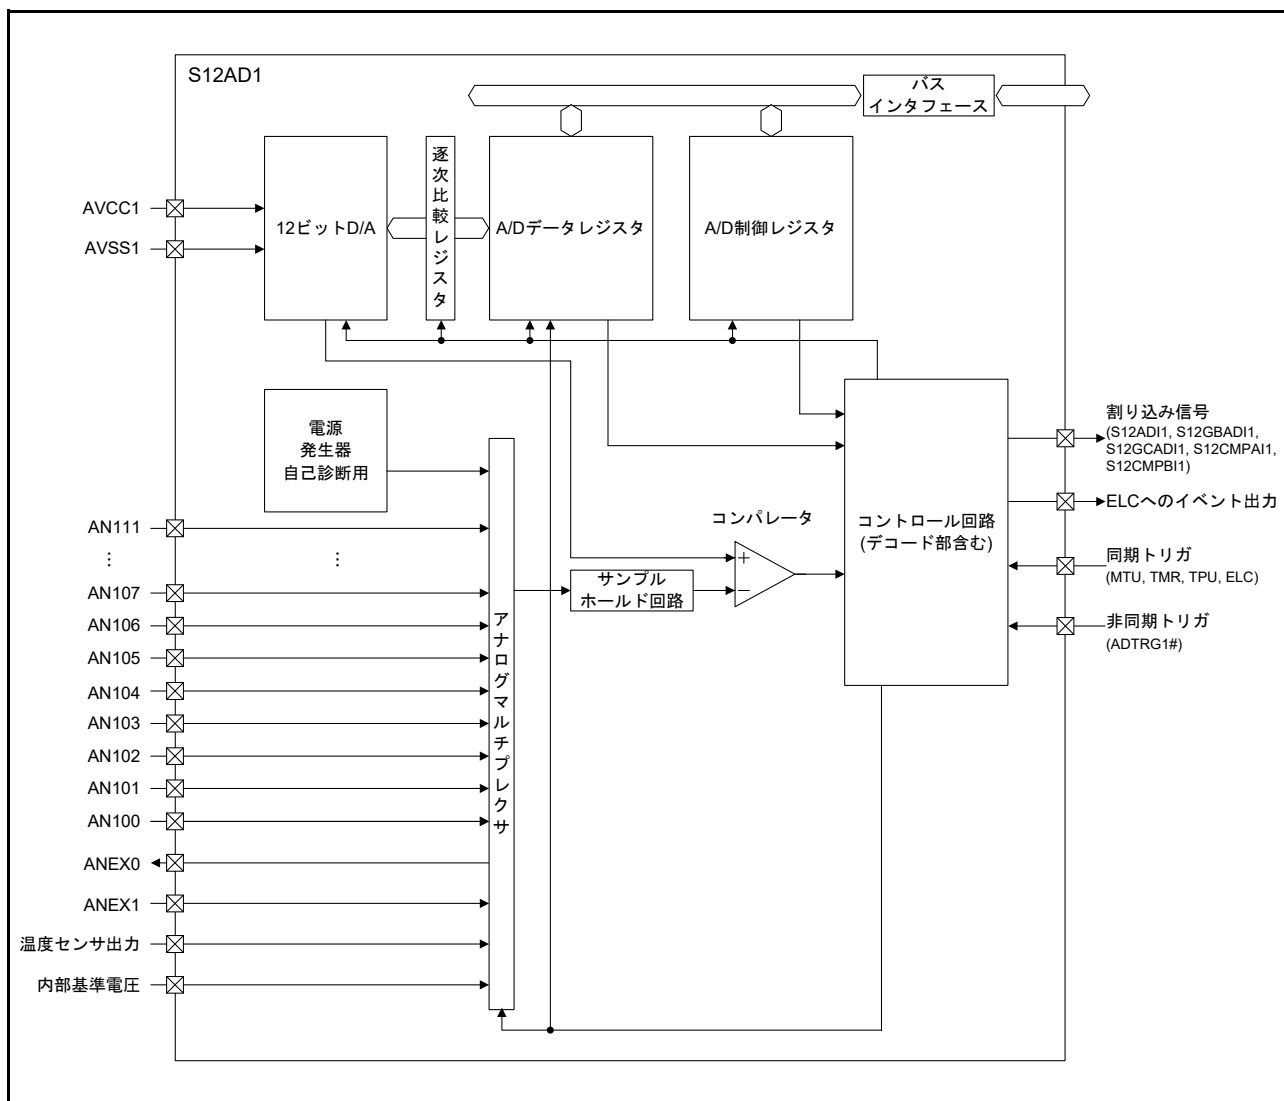 S12AD1
バス
インタフェース
逐次比較レジスタ
AVCC1
AVSS1
12ビットD/A
A/Dデータレジスタ
A/D制御レジスタ
電源
発生器
自己診断用
割り込み信号
(S12ADI1, S12GBADI1,
S12GCADI1, S12CMPAI1,
S12CMPBI1)
ELCへのイベント出力
コントロール回路
(デコード部含む)
同期トリガ
(MTU, TMR, TPU, ELC)
非同期トリガ
(ADTRG1#)
コンパレータ
+
−
サンプル
ホールド回路
アナログマルチプレクサ
AN111
⋮
⋮
AN107
AN106
AN105
AN104
AN103
AN102
AN101
AN100
ANEX0
ANEX1
温度センサ出力
内部基準電圧